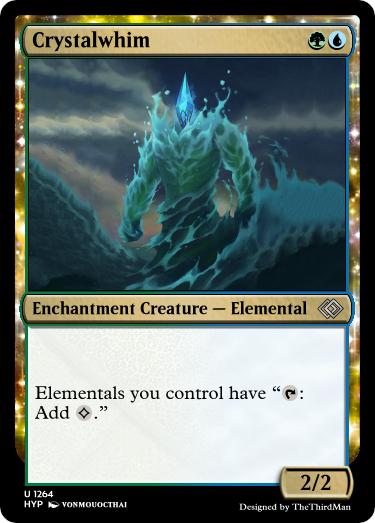 Crystalwhim
Enchantment Creature — Elemental
Elementals you control have “:
Add .”
2/2
U 1264
HYP VONMOUOCTHAI
Designed by TheThirdMan